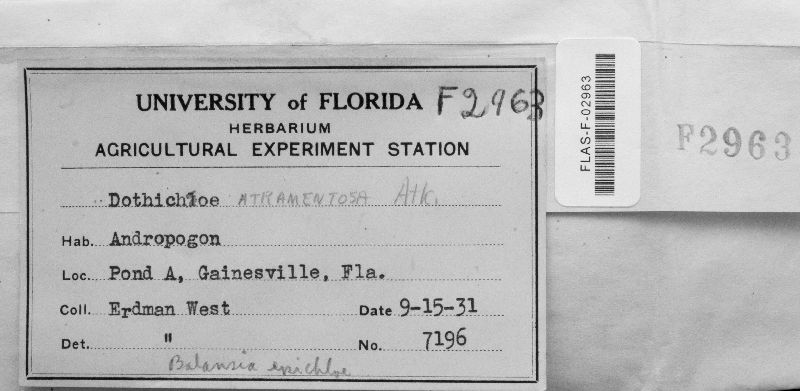 UNIVERSITY of FLORIDA F2963
HERBARIUM
AGRICULTURAL EXPERIMENT STATION
Dothichloe ATRAMENTOSA Atk.
Hab. Andropogon
Loc. Pond A, Gainesville, Fla.
Coll. Erdman West Date 9-15-31
Det. " No. 7196
Balansia epichloe
FLAS-F-02963
F2963